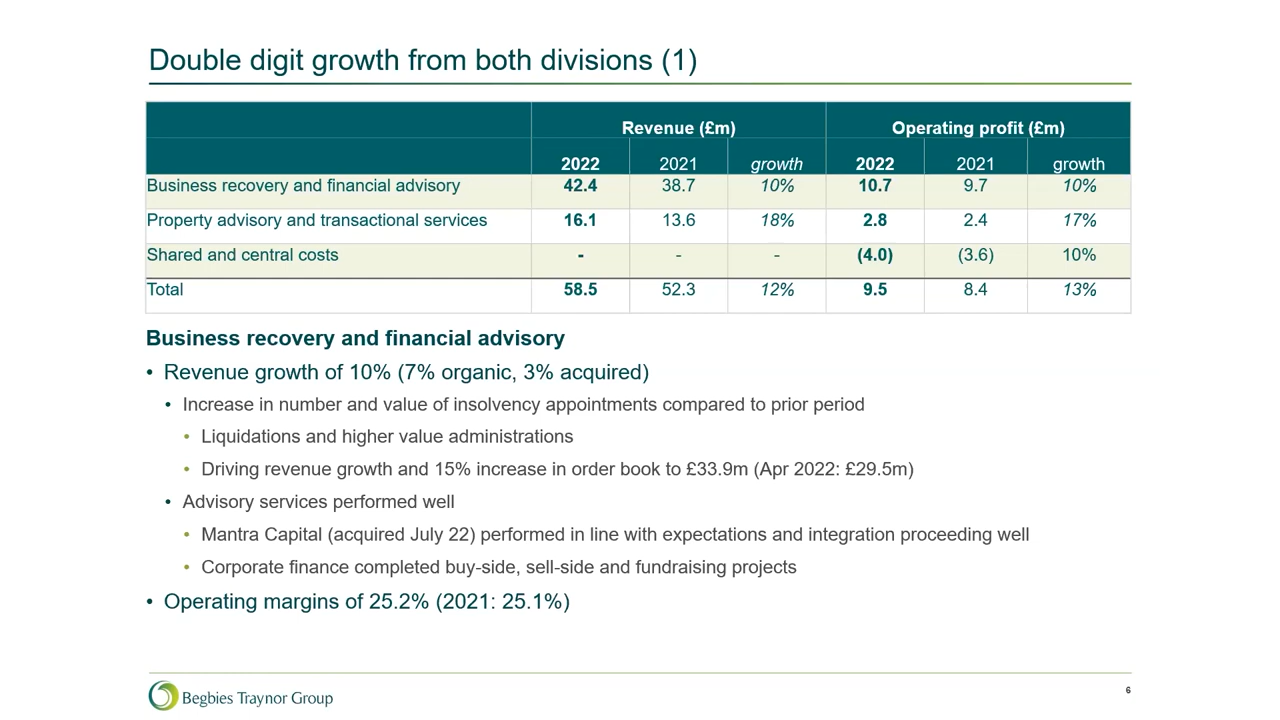 Double digit growth from both divisions (1)
Revenue (£m) Operating profit (£m)
2022 2021 growth 2022 2021 growth
Business recovery and financial advisory 42.4 38.7 10% 10.7 9.7 10%
Property advisory and transactional services 16.1 13.6 18% 2.8 2.4 17%
Shared and central costs - - - (4.0) (3.6) 10%
Total 58.5 52.3 12% 9.5 8.4 13%
Business recovery and financial advisory
• Revenue growth of 10% (7% organic, 3% acquired)
• Increase in number and value of insolvency appointments compared to prior period
• Liquidations and higher value administrations
• Driving revenue growth and 15% increase in order book to £33.9m (Apr 2022: £29.5m)
• Advisory services performed well
• Mantra Capital (acquired July 22) performed in line with expectations and integration proceeding well
• Corporate finance completed buy-side, sell-side and fundraising projects
• Operating margins of 25.2% (2021: 25.1%)
Begbies Traynor Group
6